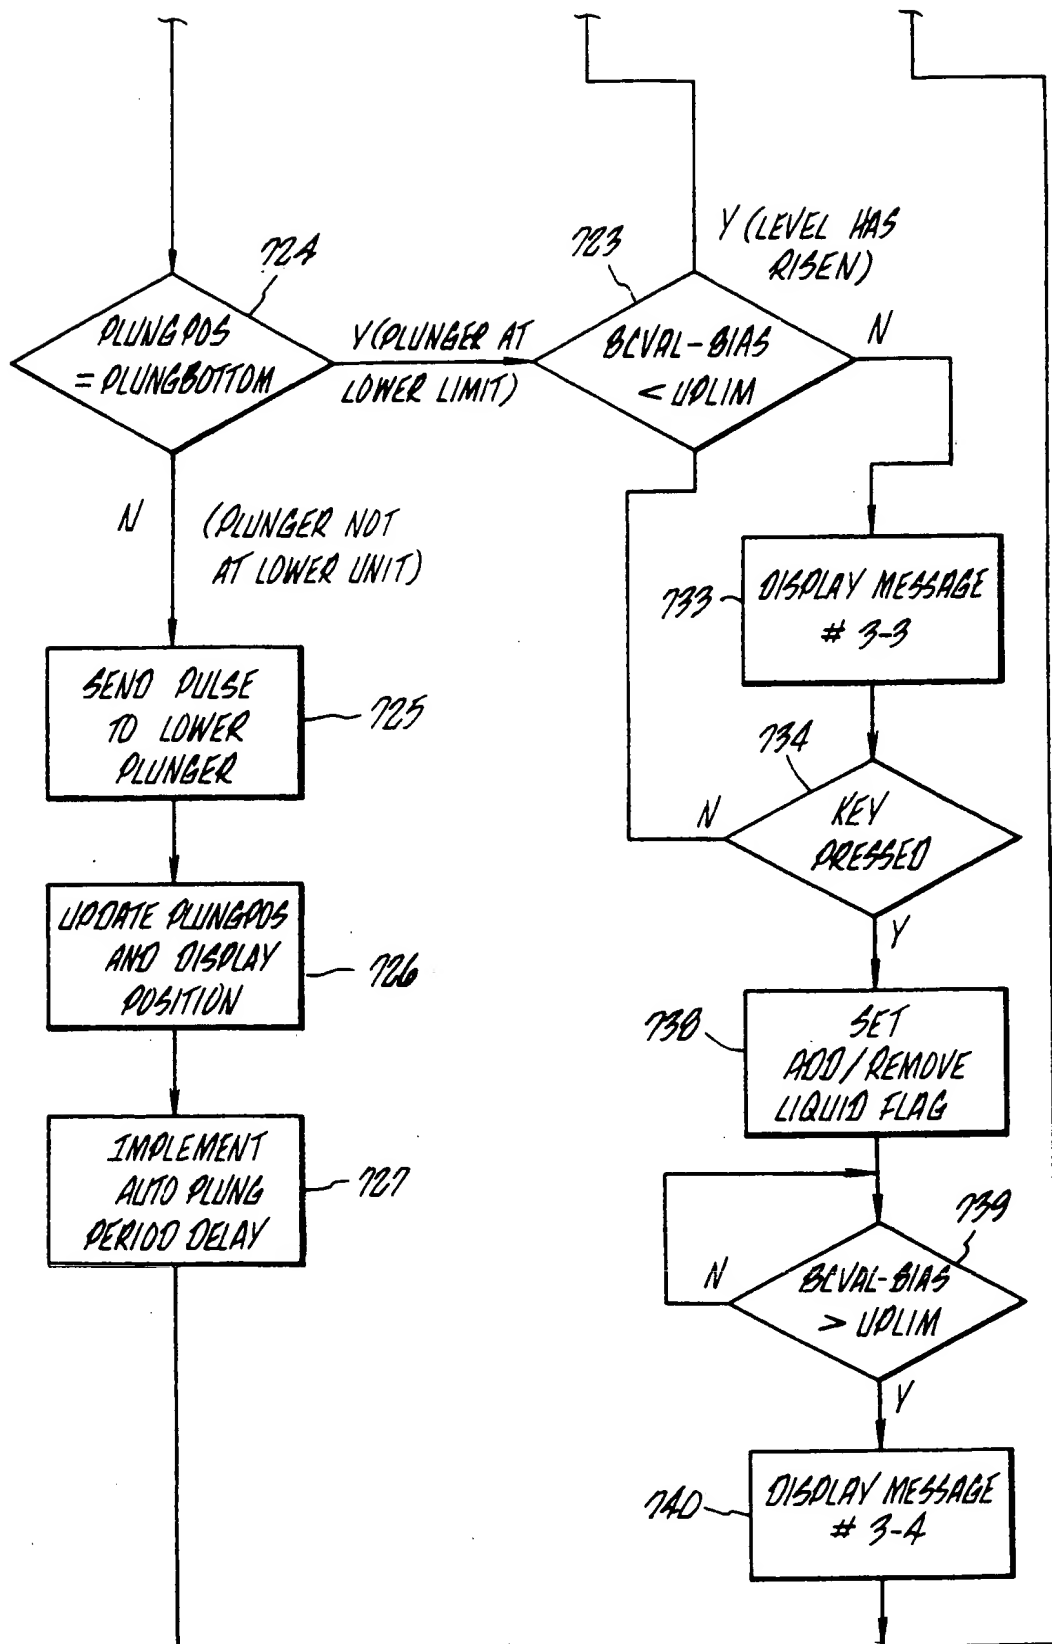 724
PLUNGPOS
= PLUNGBOTTOM
Y (PLUNGER AT
LOWER LIMIT)
N
(PLUNGER NOT
AT LOWER UNIT)
SEND PULSE
TO LOWER
PLUNGER
725
UPDATE PLUNGPOS
AND DISPLAY
POSITION
726
IMPLEMENT
AUTO PLUNG
PERIOD DELAY
727
723
Y (LEVEL HAS
RISEN)
BCVAL-BIAS
< UPLIM
N
733
DISPLAY MESSAGE
# 3-3
734
KEY
PRESSED
N
Y
738
SET
ADD/REMOVE
LIQUID FLAG
739
BCVAL-BIAS
> UPLIM
N
Y
740
DISPLAY MESSAGE
# 3-4